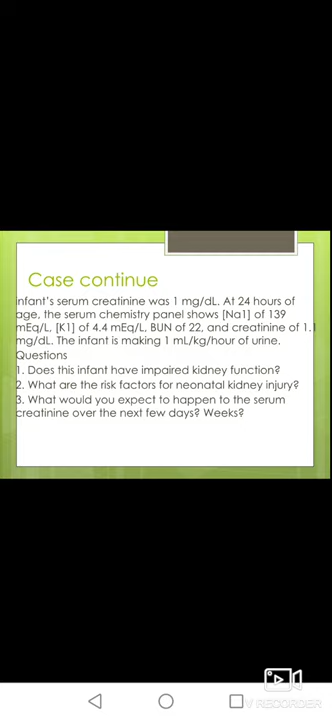 Case continue
infant's serum creatinine was 1 mg/dL. At 24 hours of
age, the serum chemistry panel shows [Na1] of 139
mEq/L, [K1] of 4.4 mEq/L, BUN of 22, and creatinine of 1.1
mg/dL. The infant is making 1 mL/kg/hour of urine.
Questions
1. Does this infant have impaired kidney function?
2. What are the risk factors for neonatal kidney injury?
3. What would you expect to happen to the serum
creatinine over the next few days? Weeks?
V RECORDER